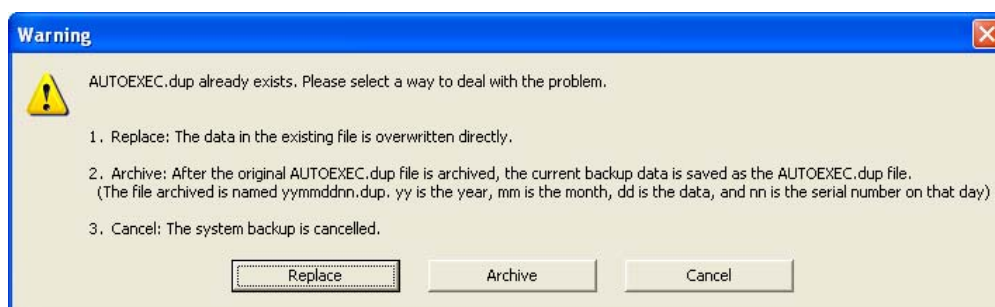 Warning
AUTOEXEC.dup already exists. Please select a way to deal with the problem.
1. Replace: The data in the existing file is overwritten directly.
2. Archive: After the original AUTOEXEC.dup file is archived, the current backup data is saved as the AUTOEXEC.dup file.
(The file archived is named yymmddnn.dup. yy is the year, mm is the month, dd is the data, and nn is the serial number on that day)
3. Cancel: The system backup is cancelled.
Replace Archive Cancel